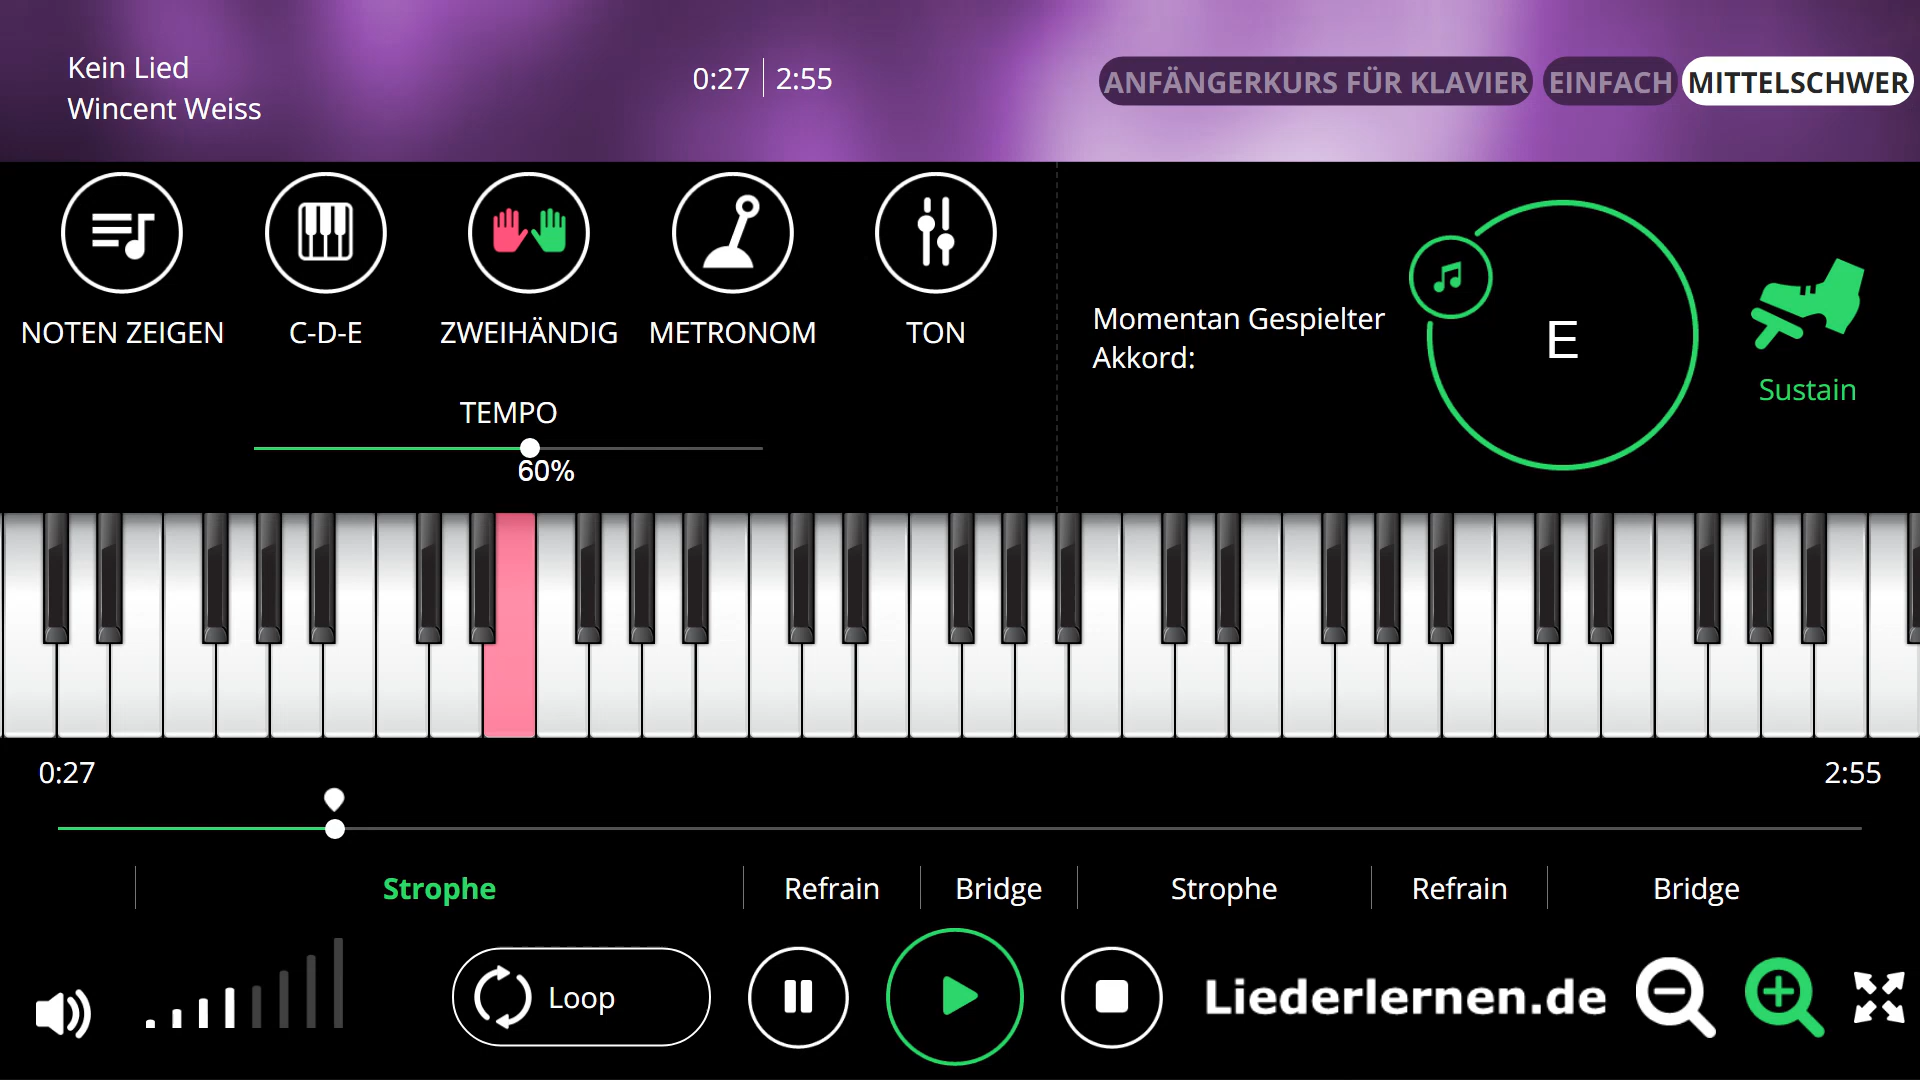 Kein Lied
Wincent Weiss
0:27 2:55
ANFÄNGERKURS FÜR KLAVIER EINFACH MITTELSCHWER
NOTEN ZEIGEN C-D-E ZWEIHÄNDIG METRONOM TON
Momentan Gespielter
Akkord:
E
Sustain
TEMPO
60%
0:27 2:55
Strophe Refrain Bridge Strophe Refrain Bridge
Loop
Liederlernen.de